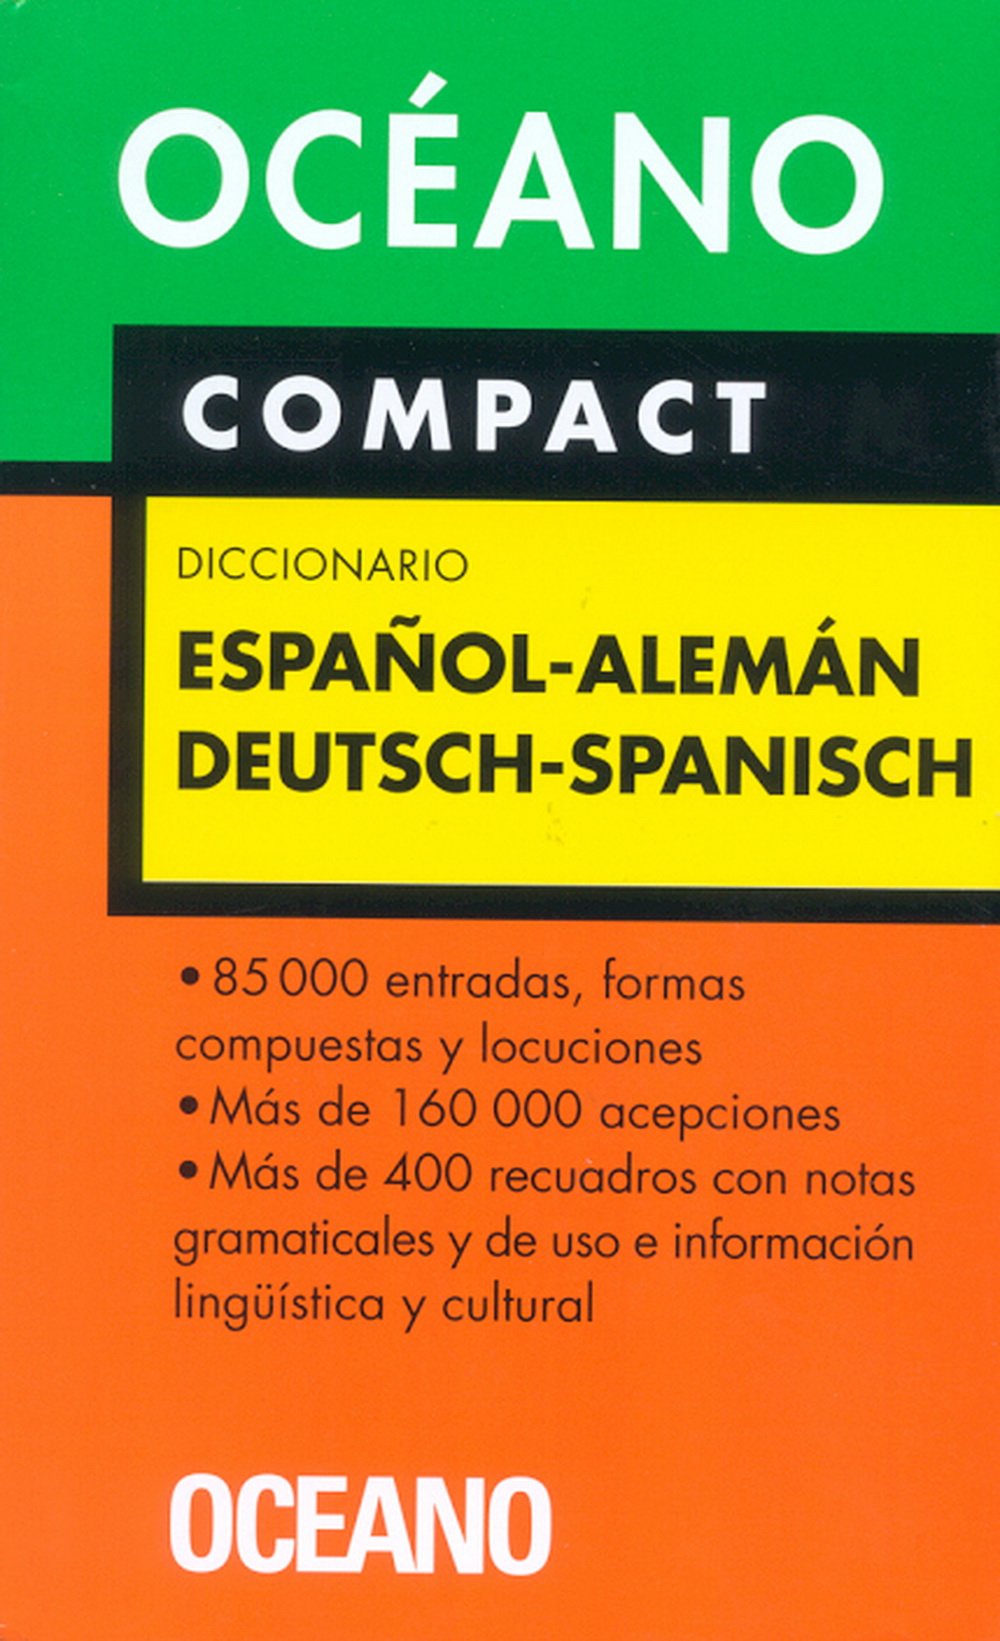 OCÉANO
COMPACT
DICCIONARIO
ESPAÑOL-ALEMÁN
DEUTSCH-SPANISCH
• 85 000 entradas, formas
compuestas y locuciones
• Más de 160 000 acepciones
• Más de 400 recuadros con notas
gramaticales y de uso e información
lingüística y cultural
OCEANO